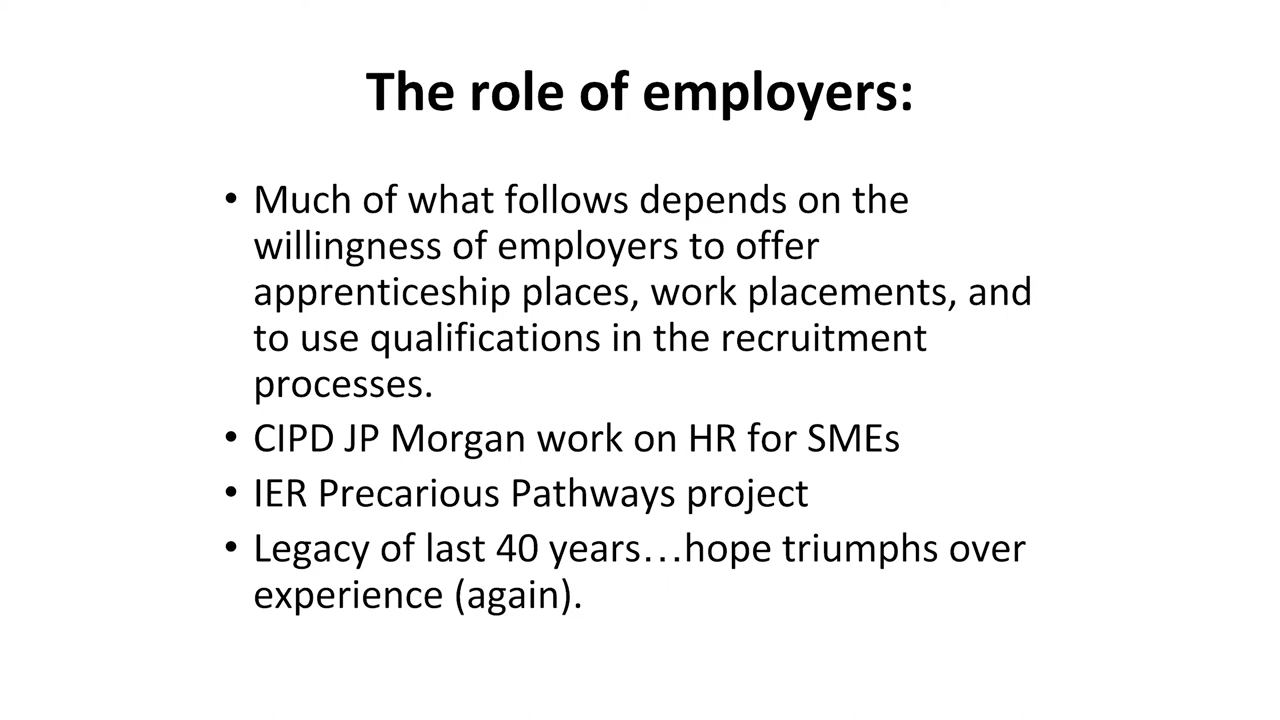 The role of employers:
• Much of what follows depends on the
willingness of employers to offer
apprenticeship places, work placements, and
to use qualifications in the recruitment
processes.
• CIPD JP Morgan work on HR for SMEs
• IER Precarious Pathways project
• Legacy of last 40 years…hope triumphs over
experience (again).